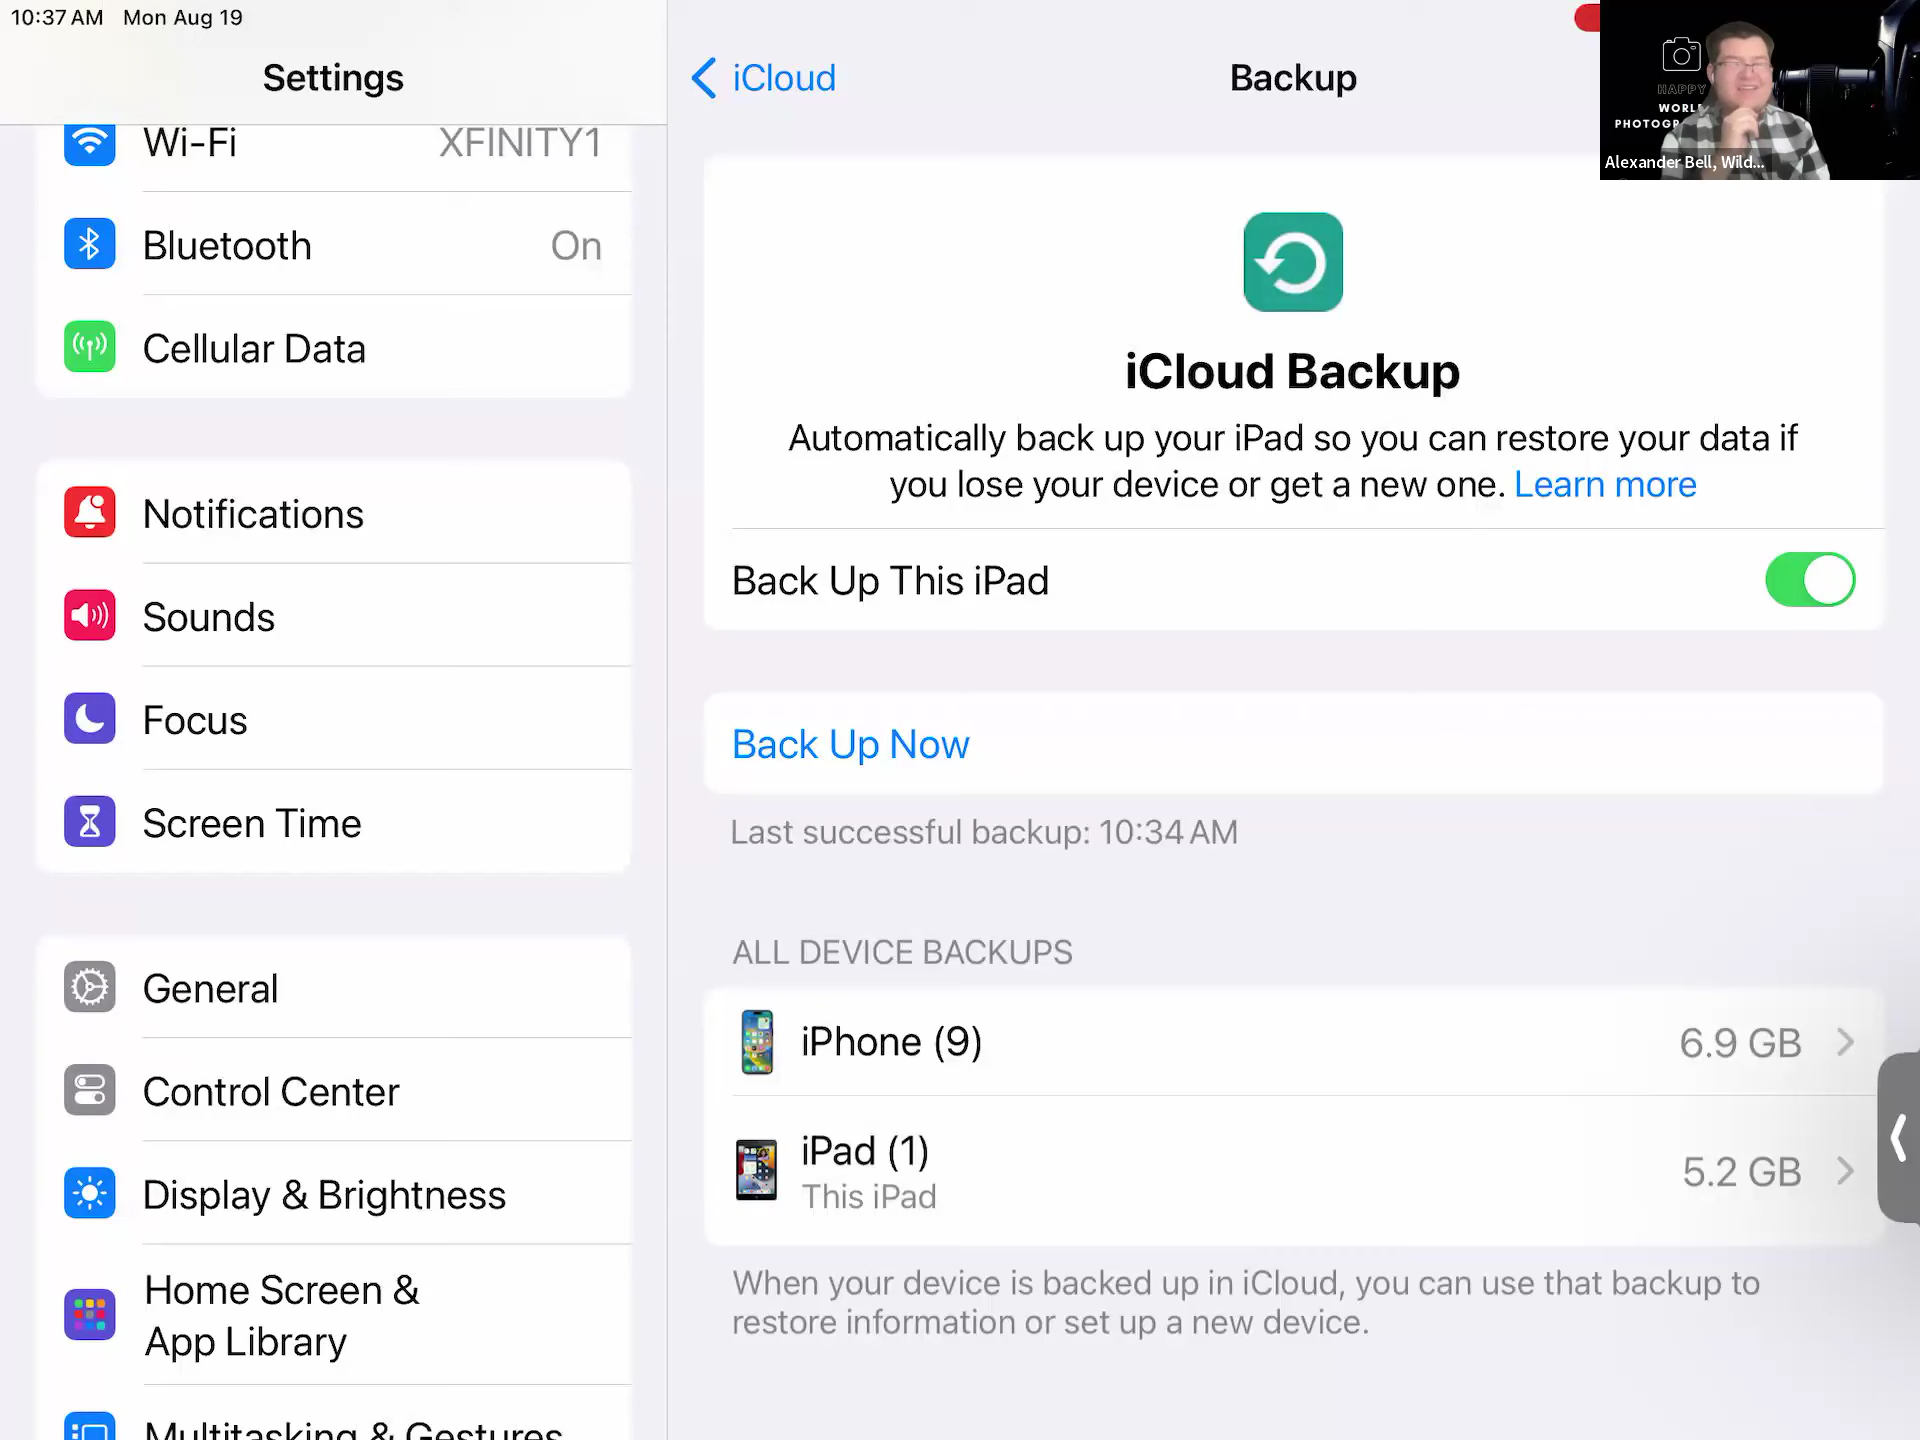 10:37 AM Mon Aug 19
Settings
Wi-Fi XFINITY1
Bluetooth On
Cellular Data
Notifications
Sounds
Focus
Screen Time
General
Control Center
Display & Brightness
Home Screen &
App Library
Multitasking & Gestures
iCloud
Backup
iCloud Backup
Automatically back up your iPad so you can restore your data if
you lose your device or get a new one. Learn more
Back Up This iPad
Back Up Now
Last successful backup: 10:34 AM
ALL DEVICE BACKUPS
iPhone (9) 6.9 GB
iPad (1)
This iPad
5.2 GB
When your device is backed up in iCloud, you can use that backup to
restore information or set up a new device.
HAPPY
WORL
PHOTOGR
Alexander Bell, Wild...